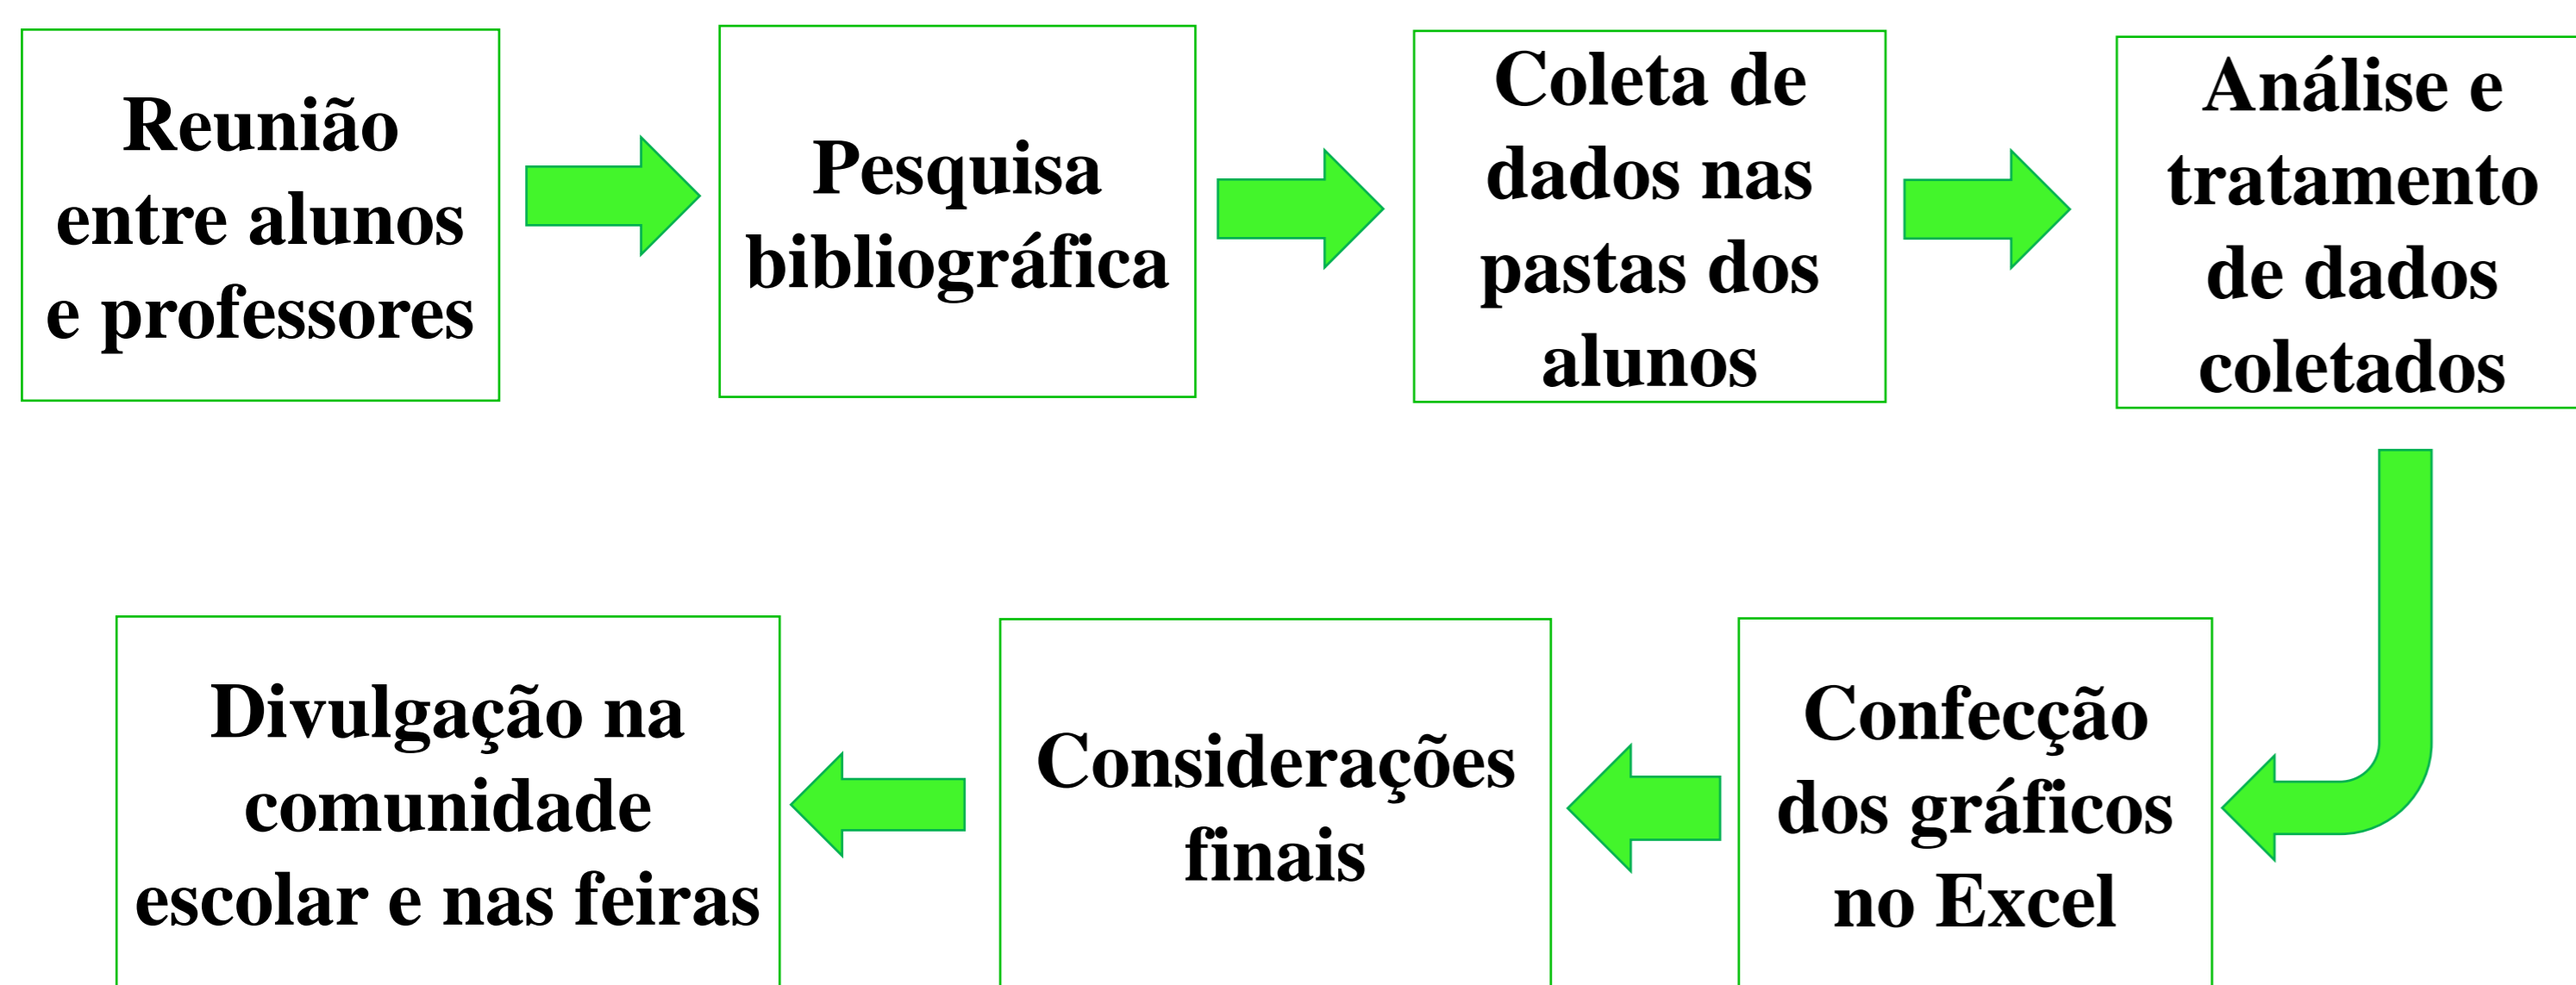 Reunião
entre alunos
e professores
Pesquisa
bibliográfica
Coleta de
dados nas
pastas dos
alunos
Análise e
tratamento
de dados
coletados
Confecção
dos gráficos
no Excel
Considerações
finais
Divulgação na
comunidade
escolar e nas feiras